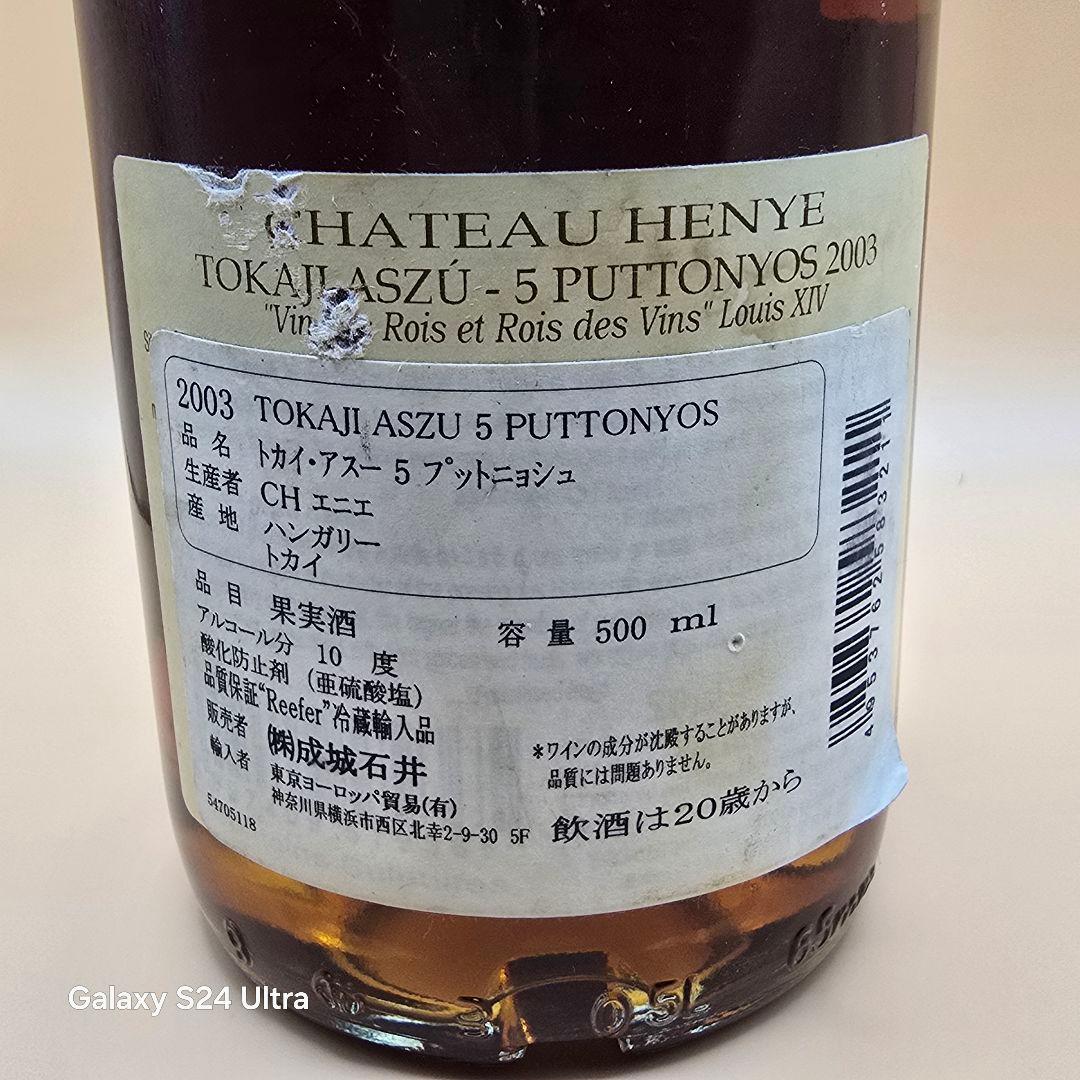 CHATEAU HENYE
TOKAJI ASZÚ - 5 PUTTONYOS 2003
"Vin Rois et Rois des Vins" Louis XIV
2003 TOKAJI ASZU 5 PUTTONYOS
品名 トカイ・アスー 5 プットニョシュ
生産者 CH エニエ
産地 ハンガリー
トカイ
品目 果実酒
容量 500 ml
アルコール分 10 度
酸化防止剤 (亜硫酸塩)
品質保証“Reefer”冷蔵輸入品
販売者 ㈱成城石井
輸入者 東京ヨーロッパ貿易(有)
神奈川県横浜市西区北幸2-9-30 5F
54705118
*ワインの成分が沈殿することがありますが、
品質には問題ありません。
飲酒は20歳から
4 953762 583211
0.5L
Galaxy S24 Ultra